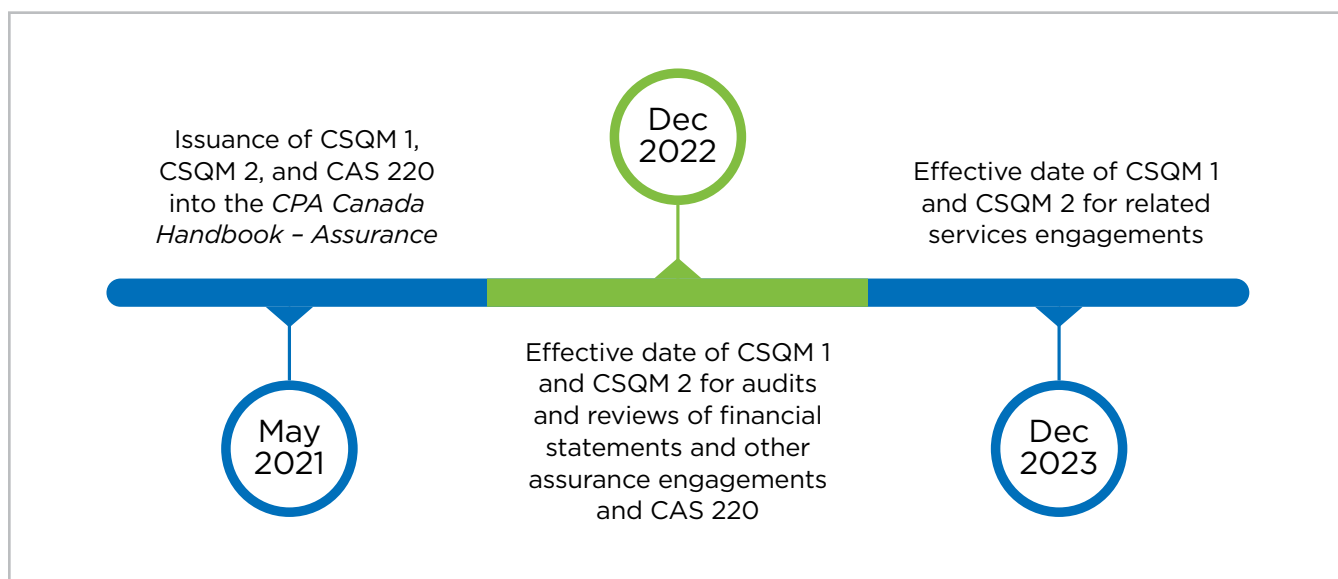 Issuance of CSQM 1,
CSQM 2, and CAS 220
into the CPA Canada
Handbook – Assurance
May
2021
Dec
2022
Effective date of CSQM 1
and CSQM 2 for audits
and reviews of financial
statements and other
assurance engagements
and CAS 220
Effective date of CSQM 1
and CSQM 2 for related
services engagements
Dec
2023